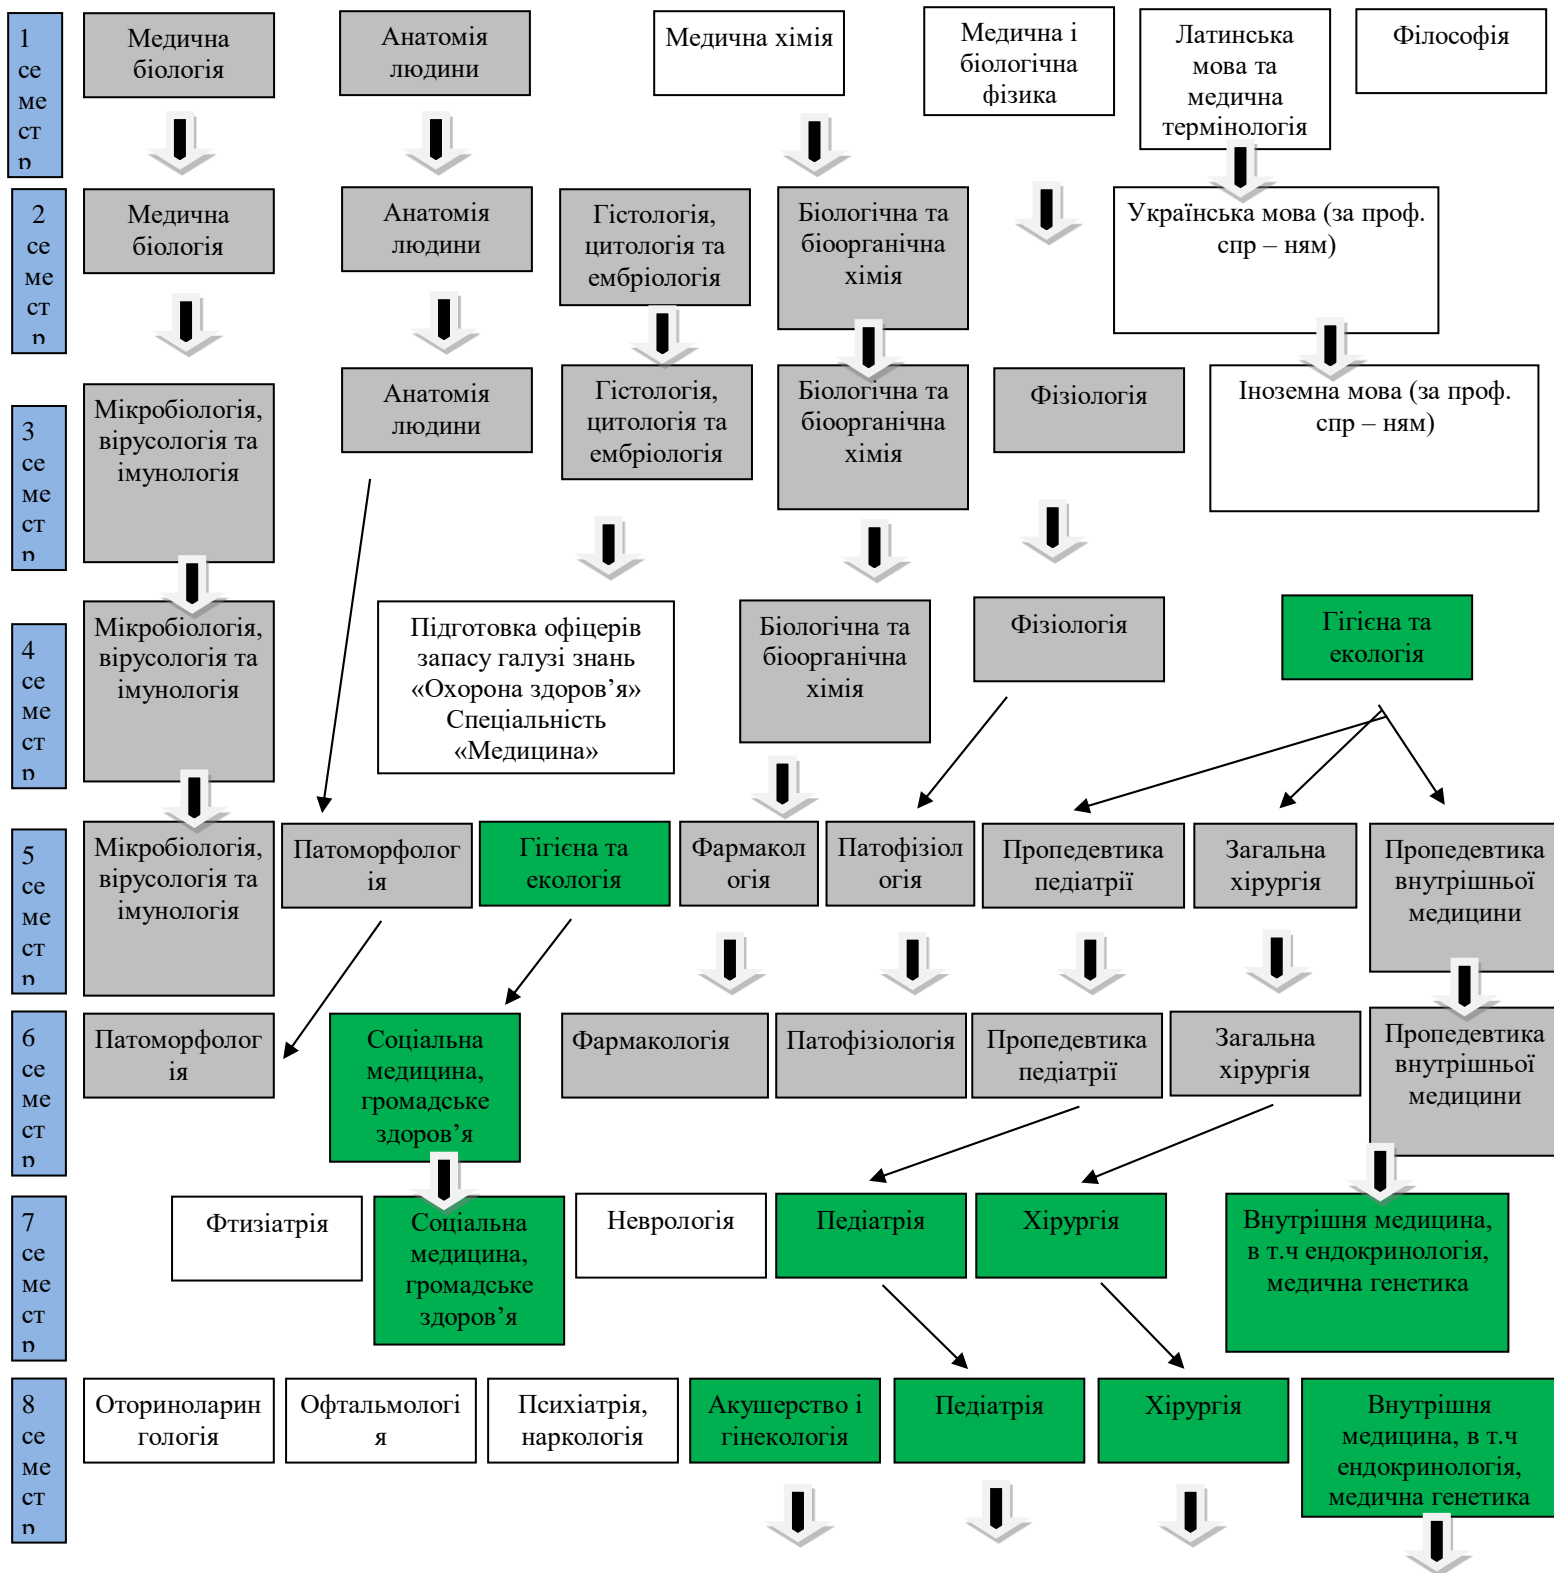 1
се
ме
ст
р
Медична
біологія
Анатомія
людини
Медична хімія
Медична і
біологічна
фізика
Латинська
мова та
медична
термінологія
Філософія
2
се
ме
ст
р
Медична
біологія
Анатомія
людини
Гістологія,
цитологія та
ембріологія
Біологічна та
біоорганічна
хімія
Українська мова (за проф.
спр – ням)
3
се
ме
ст
р
Мікробіологія,
вірусологія та
імунологія
Анатомія
людини
Гістологія,
цитологія та
ембріологія
Біологічна та
біоорганічна
хімія
Фізіологія
Іноземна мова (за проф.
спр – ням)
4
се
ме
ст
р
Мікробіологія,
вірусологія та
імунологія
Підготовка офіцерів
запасу галузі знань
«Охорона здоров’я»
Спеціальність
«Медицина»
Біологічна та
біоорганічна
хімія
Фізіологія
Гігієна та
екологія
5
се
ме
ст
р
Мікробіологія,
вірусологія та
імунологія
Патоморфолог
ія
Гігієна та
екологія
Фармакол
огія
Патофізіол
огія
Пропедевтика
педіатрії
Загальна
хірургія
Пропедевтика
внутрішньої
медицини
6
се
ме
ст
р
Патоморфолог
ія
Соціальна
медицина,
громадське
здоров’я
Фармакологія
Патофізіологія
Пропедевтика
педіатрії
Загальна
хірургія
Пропедевтика
внутрішньої
медицини
7
се
ме
ст
р
Фтизіатрія
Соціальна
медицина,
громадське
здоров’я
Неврологія
Педіатрія
Хірургія
Внутрішня медицина,
в т.ч ендокринологія,
медична генетика
8
се
ме
ст
р
Оториноларин
гологія
Офтальмологі
я
Психіатрія,
наркологія
Акушерство і
гінекологія
Педіатрія
Хірургія
Внутрішня
медицина, в т.ч
ендокринологія,
медична генетика